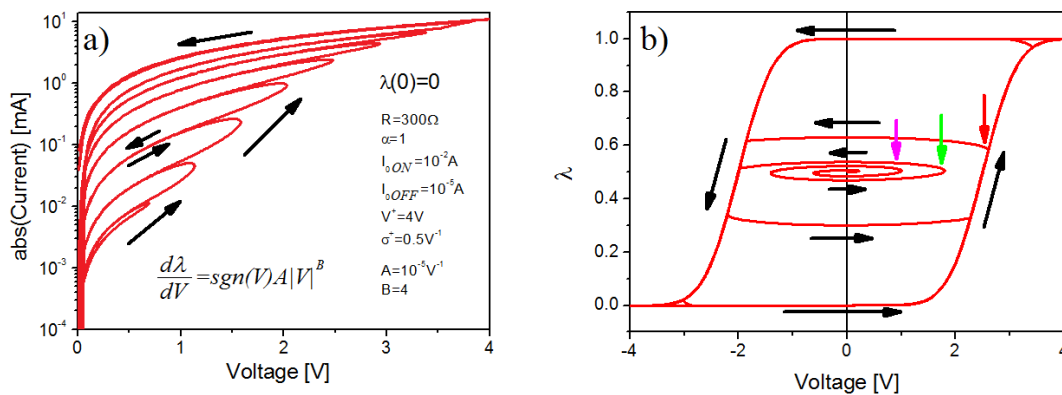 a)
abs(Current) [mA]
10¹
10⁰
10⁻¹
10⁻²
10⁻³
10⁻⁴
λ(0)=0
R=300Ω
α=1
I₀ON=10⁻²A
I₀OFF=10⁻⁵A
V⁺=4V
σ⁺=0.5V⁻¹
A=10⁻⁵V⁻¹
B=4
dλ/dV=sgn(V)A|V|ᴮ
0 1 2 3 4
Voltage [V]
b)
λ
1.0
0.8
0.6
0.4
0.2
0.0
-4 -2 0 2 4
Voltage [V]